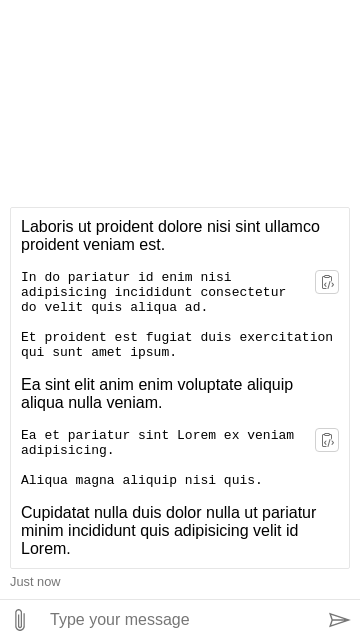 Laboris ut proident dolore nisi sint ullamco
proident veniam est.
In do pariatur id enim nisi
adipisicing incididunt consectetur
do velit quis aliqua ad.
Et proident est fugiat duis exercitation
qui sunt amet ipsum.
Ea sint elit anim enim voluptate aliquip
aliqua nulla veniam.
Ea et pariatur sint Lorem ex veniam
adipisicing.
Aliqua magna aliquip nisi quis.
Cupidatat nulla duis dolor nulla ut pariatur
minim incididunt quis adipisicing velit id
Lorem.
Just now
Type your message